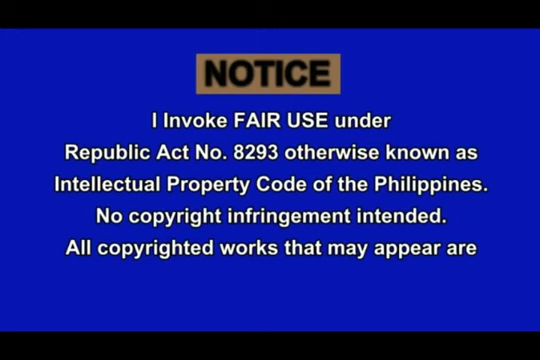 NOTICE
I Invoke FAIR USE under
Republic Act No. 8293 otherwise known as
Intellectual Property Code of the Philippines.
No copyright infringement intended.
All copyrighted works that may appear are